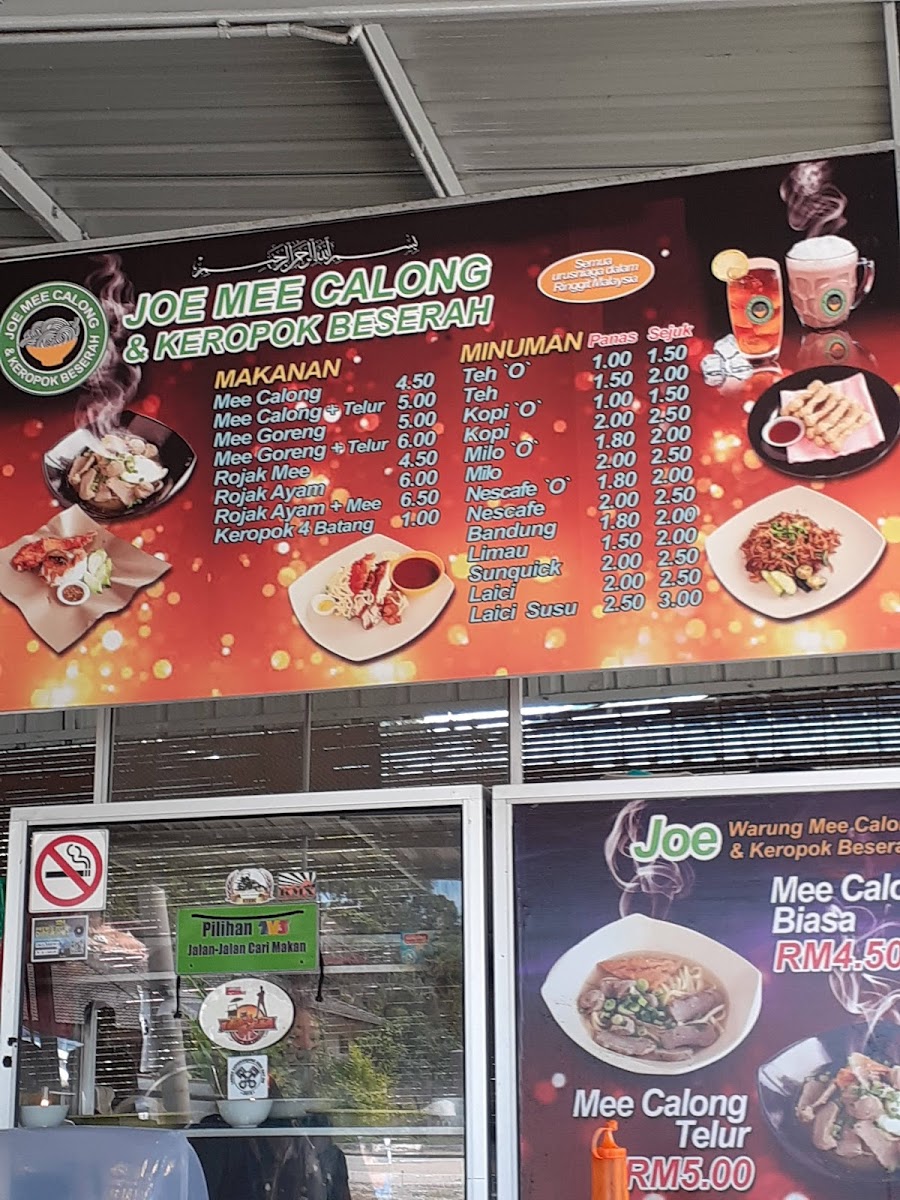 بسم الله الرحمن الرحيم
JOE MEE CALONG
& KEROPOK BESERAH
JOE MEE CALONG
& KEROPOK BESERAH
Semua
urusniaga dalam
Ringgit Malaysia
MAKANAN
Mee Calong 4.50
Mee Calong + Telur 5.00
Mee Goreng 5.00
Mee Goreng + Telur 6.00
Rojak Mee 4.50
Rojak Ayam 6.00
Rojak Ayam + Mee 6.50
Keropok 4 Batang 1.00
MINUMAN Panas Sejuk
Teh `O` 1.00 1.50
Teh 1.50 2.00
Kopi `O` 1.00 1.50
Kopi 2.00 2.50
Milo `O` 1.80 2.00
Milo 2.00 2.50
Nescafe `O` 1.80 2.00
Nescafe 2.00 2.50
Bandung 1.80 2.00
Limau 1.50 2.00
Sunquick 2.00 2.50
Laici 2.00 2.50
Laici Susu 2.50 3.00
Pilihan TV3
Jalan-Jalan Cari Makan
Joe Warung Mee Calo
& Keropok Besera
Mee Calo
Biasa
RM4.50
Mee Calong
Telur
RM5.00